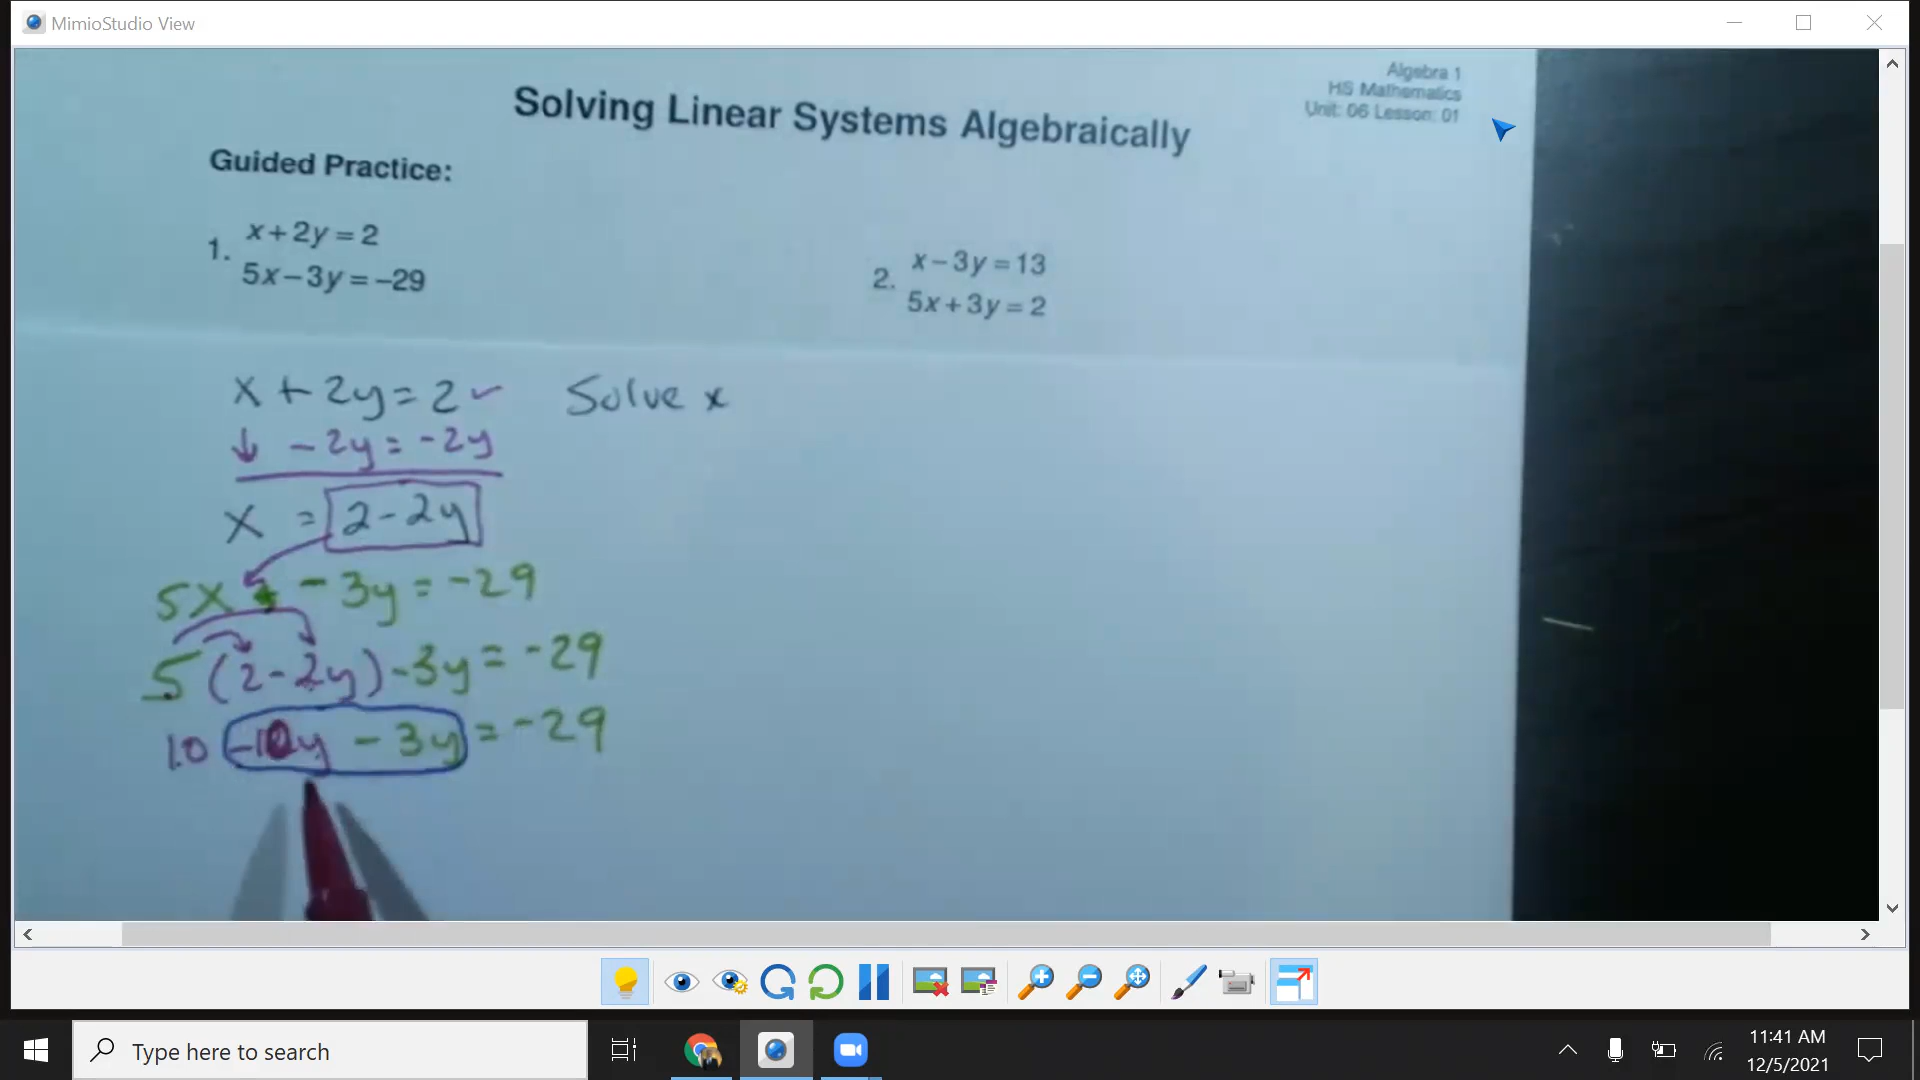 MimioStudio View
Algebra 1
HS Mathematics
Unit: 06 Lesson: 01
Solving Linear Systems Algebraically
Guided Practice:
1. x+2y=2
5x-3y=-29
2. x-3y=13
5x+3y=2
x+2y=2 Solve x
-2y=-2y
x = 2-2y
5x - 3y = -29
5(2-2y)-3y=-29
10 -10y - 3y = -29
Type here to search
11:41 AM
12/5/2021